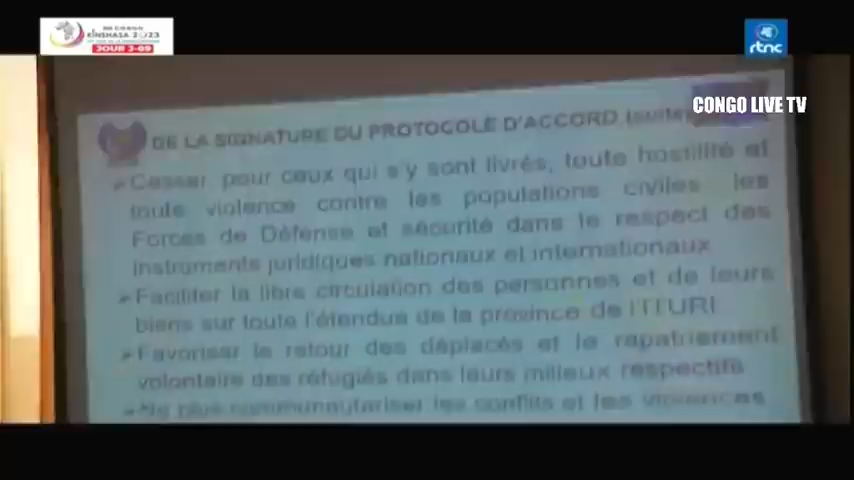 KINSHASA 2023
JOUR J-09
rtnc
CONGO LIVE TV
DE LA SIGNATURE DU PROTOCOLE D'ACCORD (suite)
➤Cesser, pour ceux qui s'y sont livrés, toute hostilité et
toute violence contre les populations civiles, les
Forces de Défense et sécurité dans le respect des
instruments juridiques nationaux et internationaux
➤Faciliter la libre circulation des personnes et de leurs
biens sur toute l'étendue de la province de l'ITURI
➤Favoriser le retour des déplacés et le rapatriement
volontaire des réfugiés dans leurs milieux respectifs
➤Ne plus communautariser les conflits et les violences